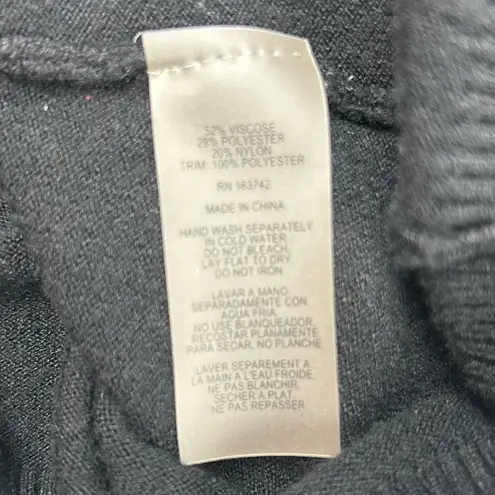 52% VISCOSE
28% POLYESTER
20% NYLON
TRIM: 100% POLYESTER
RN 163742
MADE IN CHINA
HAND WASH SEPARATELY
IN COLD WATER.
DO NOT BLEACH,
LAY FLAT TO DRY
DO NOT IRON
LAVAR A MANO
SEPARADAMENTE CON
AGUA FRIA,
NO USE BLANQUEADOR,
RECOSTAR PLANAMENTE
PARA SECAR, NO PLANCHE
LAVER SEPAREMENT A
LA MAIN A L'EAU FROIDE,
NE PAS BLANCHIR,
SECHER A PLAT
NE PAS REPASSER